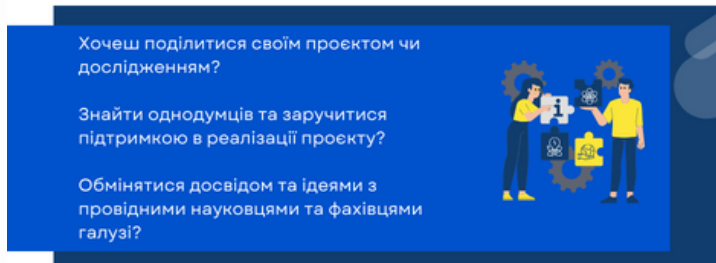 Хочеш поділитися своїм проєктом чи
дослідженням?
Знайти однодумців та заручитися
підтримкою в реалізації проєкту?
Обмінятися досвідом та ідеями з
провідними науковцями та фахівцями
галузі?
i